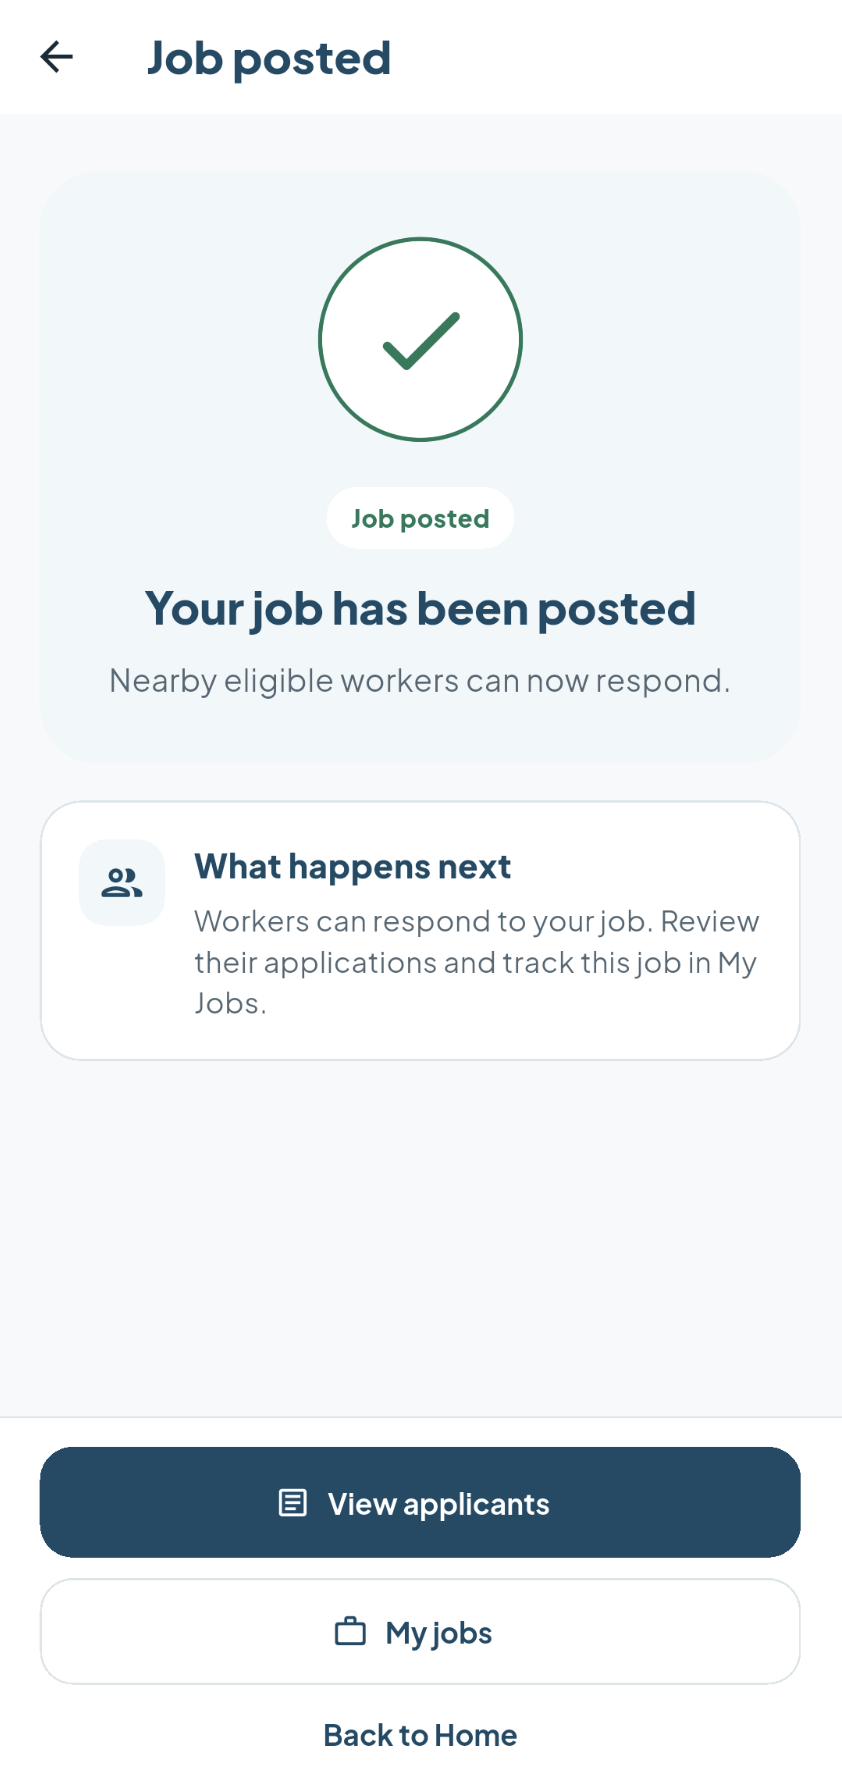 Job posted
Job posted
Your job has been posted
Nearby eligible workers can now respond.
What happens next
Workers can respond to your job. Review
their applications and track this job in My
Jobs.
View applicants
My jobs
Back to Home